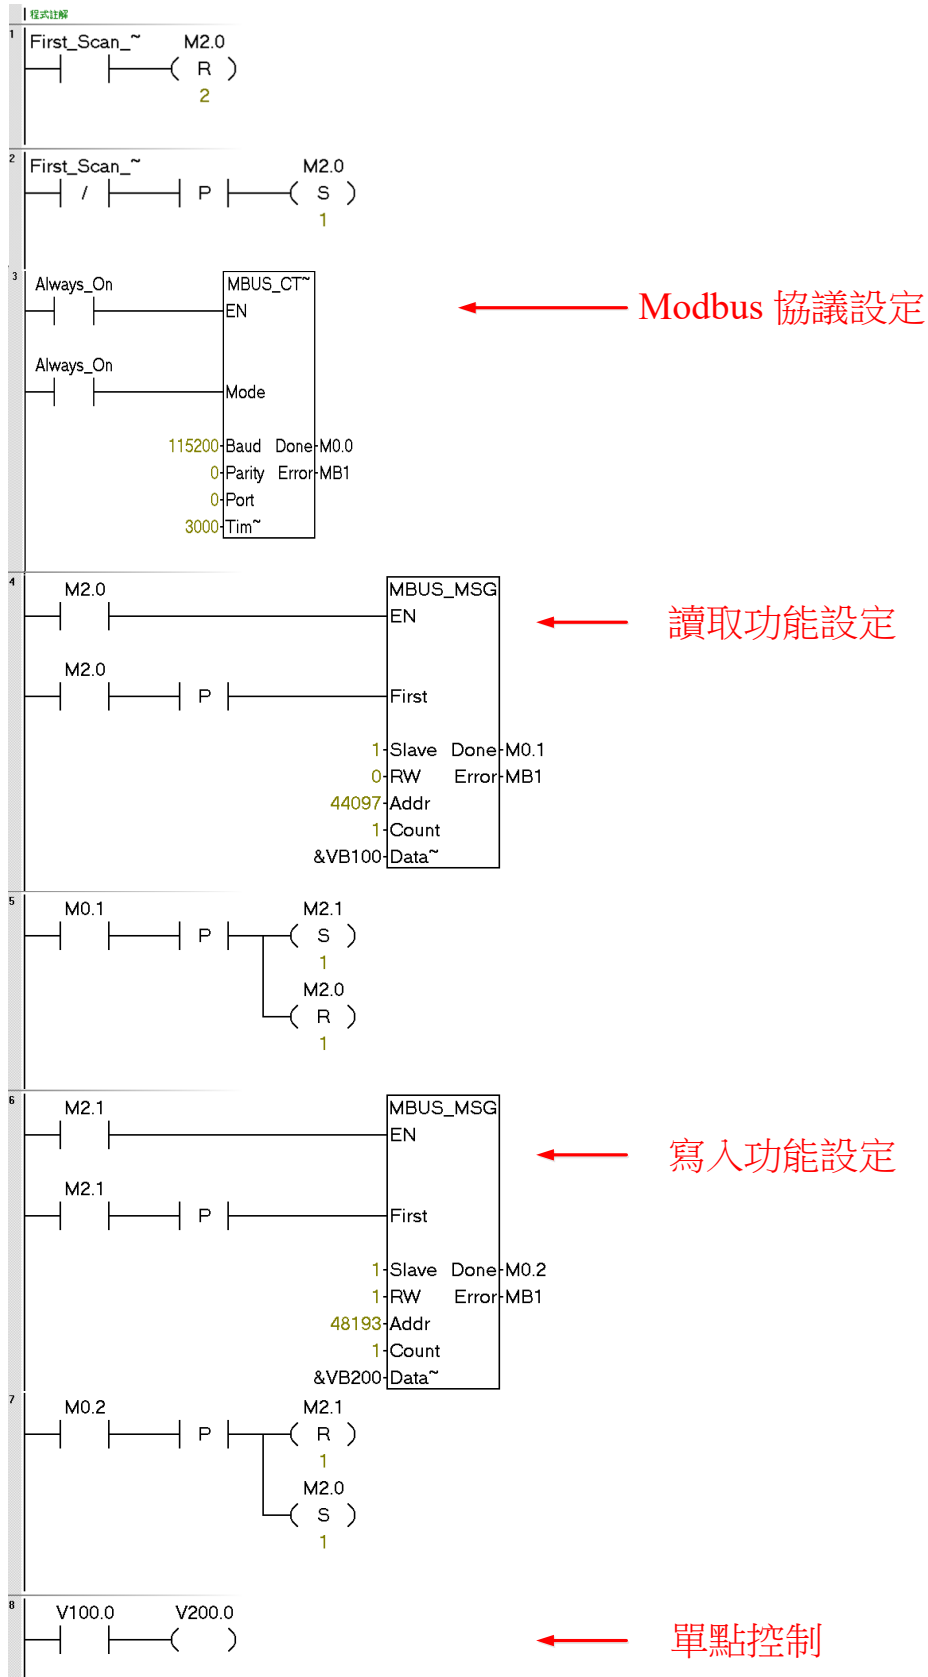 程式註解
1
First_Scan_~ M2.0
R
2
2
First_Scan_~ M2.0
/ P S
1
3
Always_On MBUS_CT~
EN
Modbus 協議設定
Always_On
Mode
115200 Baud Done M0.0
0 Parity Error MB1
0 Port
3000 Tim~
4
M2.0 MBUS_MSG
EN
讀取功能設定
M2.0
P First
1 Slave Done M0.1
0 RW Error MB1
44097 Addr
1 Count
&VB100 Data~
5
M0.1 M2.1
P S
1
M2.0
R
1
6
M2.1 MBUS_MSG
EN
寫入功能設定
M2.1
P First
1 Slave Done M0.2
1 RW Error MB1
48193 Addr
1 Count
&VB200 Data~
7
M0.2 M2.1
P R
1
M2.0
S
1
8
V100.0 V200.0
單點控制